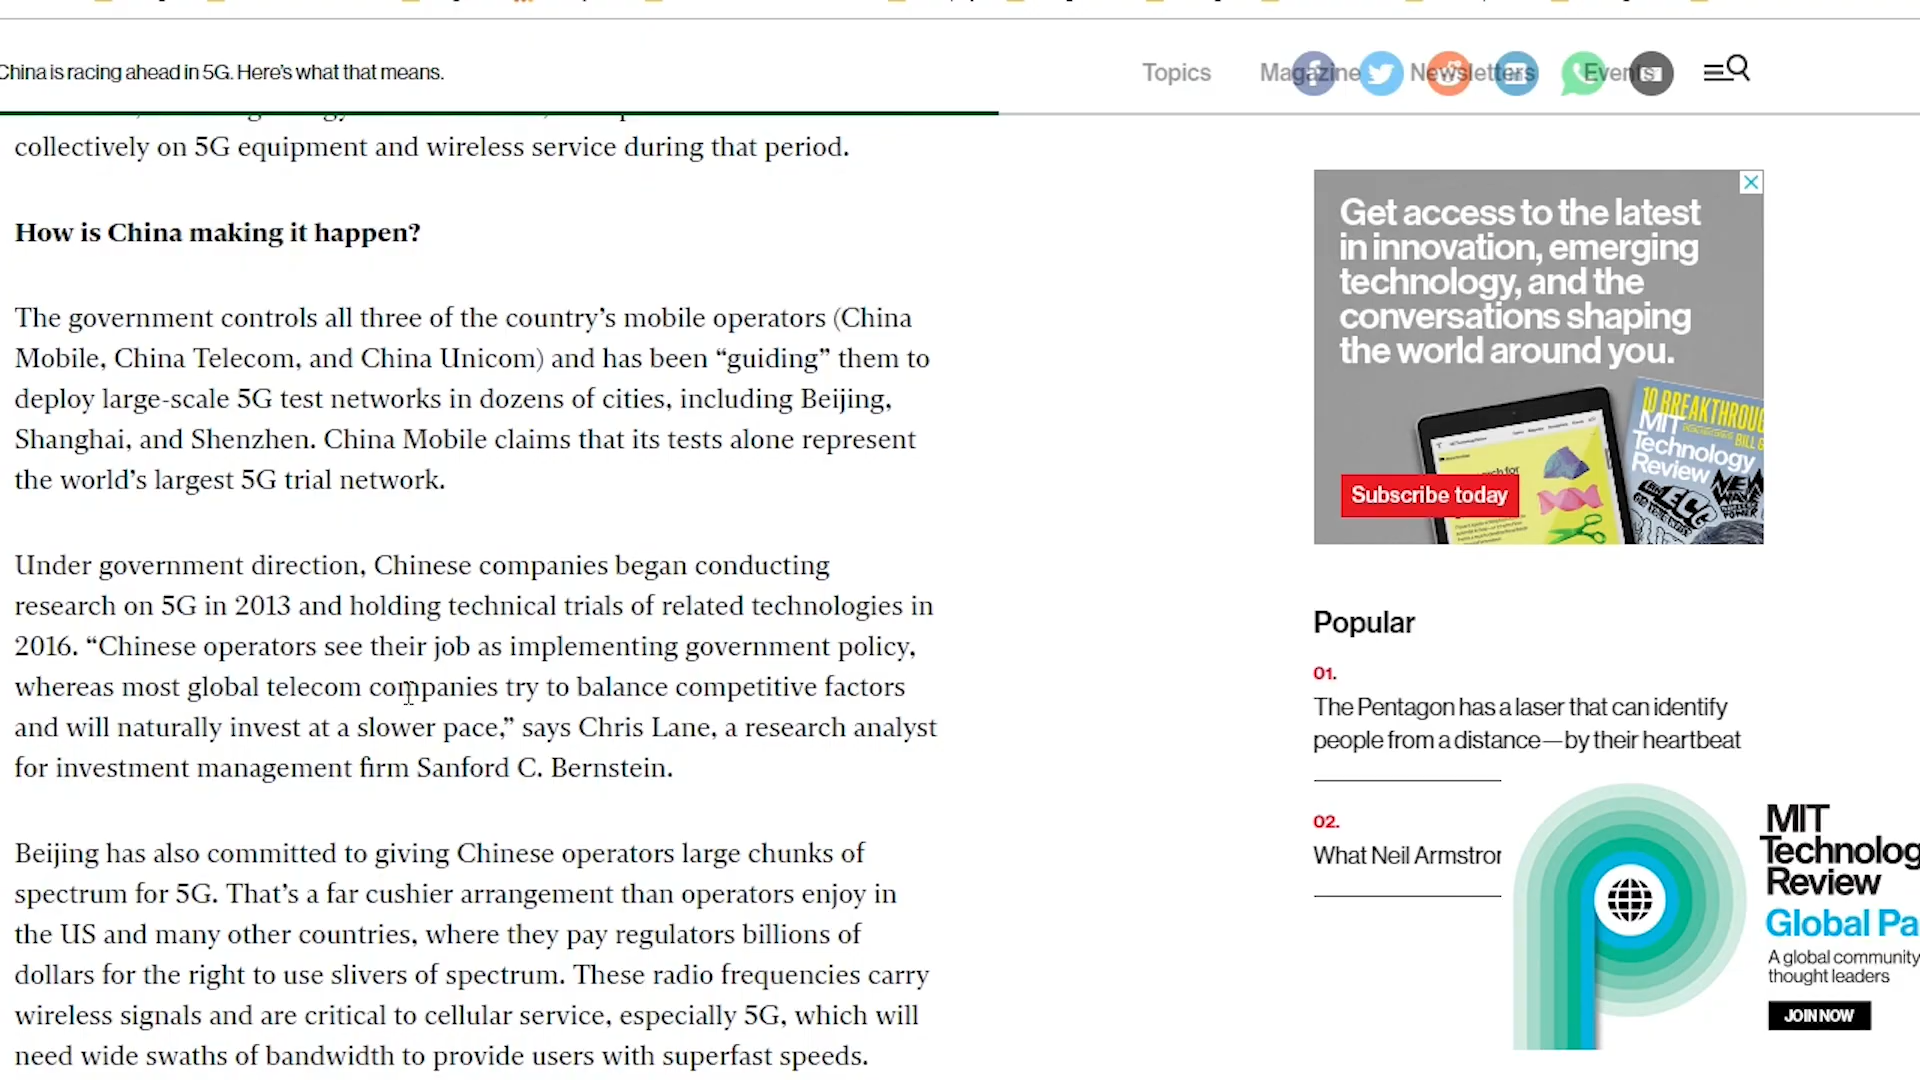 China is racing ahead in 5G. Here's what that means.
Topics Magazine Newsletters Events
collectively on 5G equipment and wireless service during that period.
How is China making it happen?
The government controls all three of the country’s mobile operators (China
Mobile, China Telecom, and China Unicom) and has been “guiding” them to
deploy large-scale 5G test networks in dozens of cities, including Beijing,
Shanghai, and Shenzhen. China Mobile claims that its tests alone represent
the world’s largest 5G trial network.
Under government direction, Chinese companies began conducting
research on 5G in 2013 and holding technical trials of related technologies in
2016. “Chinese operators see their job as implementing government policy,
whereas most global telecom companies try to balance competitive factors
and will naturally invest at a slower pace,” says Chris Lane, a research analyst
for investment management firm Sanford C. Bernstein.
Beijing has also committed to giving Chinese operators large chunks of
spectrum for 5G. That’s a far cushier arrangement than operators enjoy in
the US and many other countries, where they pay regulators billions of
dollars for the right to use slivers of spectrum. These radio frequencies carry
wireless signals and are critical to cellular service, especially 5G, which will
need wide swaths of bandwidth to provide users with superfast speeds.
Get access to the latest
in innovation, emerging
technology, and the
conversations shaping
the world around you.
Subscribe today
10 BREAKTHROUG
MIT
Technology
Review
BILL G
Popular
01.
The Pentagon has a laser that can identify
people from a distance—by their heartbeat
02.
What Neil Armstror
MIT
Technolog
Review
Global Pa
A global community
thought leaders
JOIN NOW